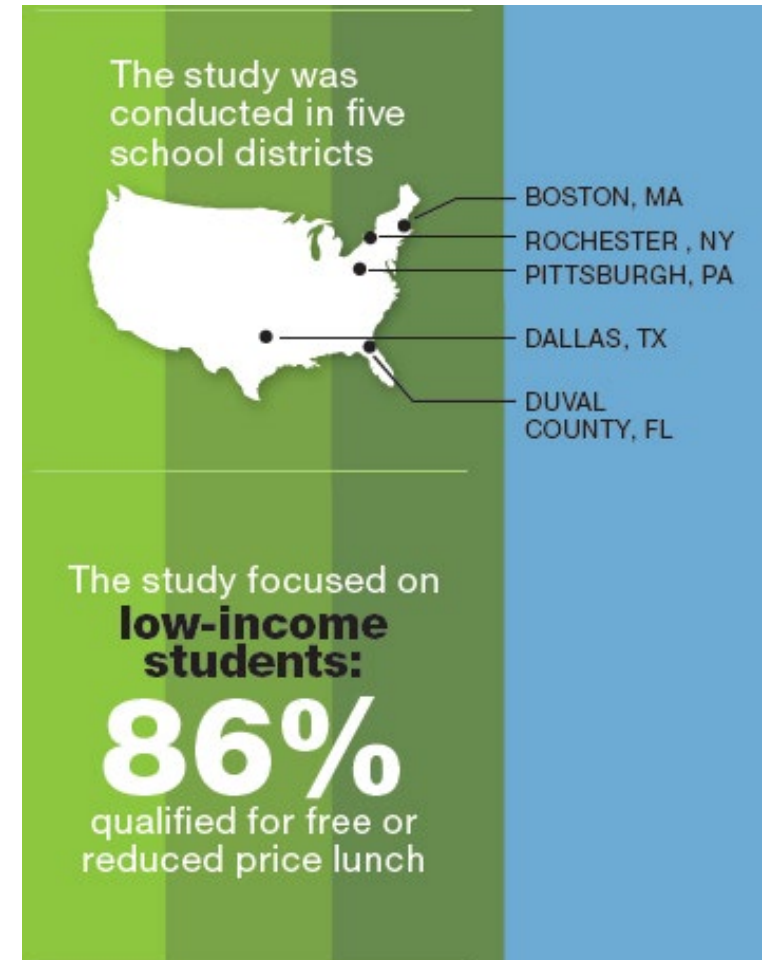 The study was
conducted in five
school districts
BOSTON, MA
ROCHESTER , NY
PITTSBURGH, PA
DALLAS, TX
DUVAL
COUNTY, FL
The study focused on
low-income
students:
86%
qualified for free or
reduced price lunch